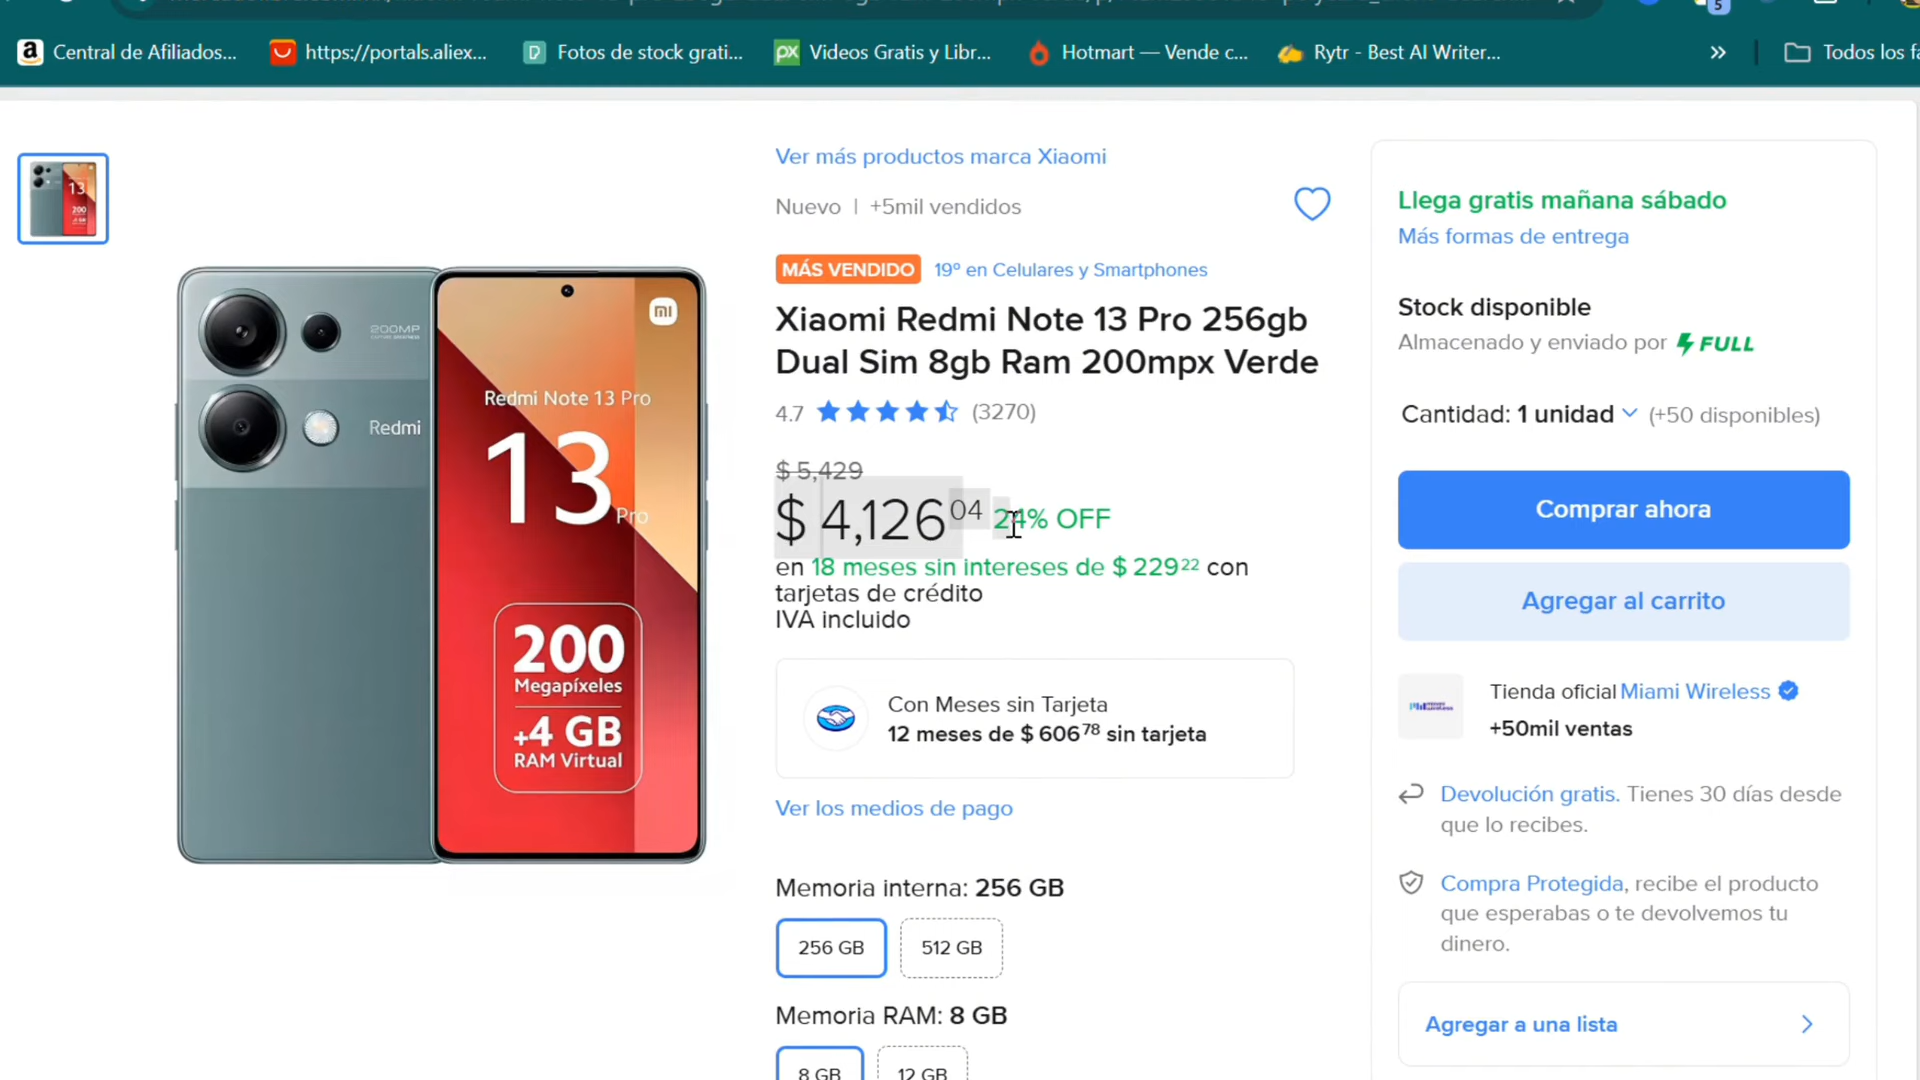 5
Central de Afiliados...
https://portals.aliex...
Fotos de stock grati...
px
Videos Gratis y Libr...
Hotmart — Vende c...
Rytr - Best AI Writer...
»
Todos los fa
Ver más productos marca Xiaomi
Nuevo | +5mil vendidos
MÁS VENDIDO 19º en Celulares y Smartphones
Xiaomi Redmi Note 13 Pro 256gb
Dual Sim 8gb Ram 200mpx Verde
4.7 (3270)
$ 5,429
$ 4,126 04 24% OFF
en 18 meses sin intereses de $ 229 22 con
tarjetas de crédito
IVA incluido
Con Meses sin Tarjeta
12 meses de $ 606 78 sin tarjeta
Ver los medios de pago
Memoria interna: 256 GB
256 GB
512 GB
Memoria RAM: 8 GB
8 GB
12 GB
200MP
Redmi
Redmi Note 13 Pro
13
Pro
200
Megapíxeles
+4 GB
RAM Virtual
Llega gratis mañana sábado
Más formas de entrega
Stock disponible
Almacenado y enviado por FULL
Cantidad: 1 unidad (+50 disponibles)
Comprar ahora
Agregar al carrito
Tienda oficial Miami Wireless
+50mil ventas
Devolución gratis. Tienes 30 días desde
que lo recibes.
Compra Protegida, recibe el producto
que esperabas o te devolvemos tu
dinero.
Agregar a una lista